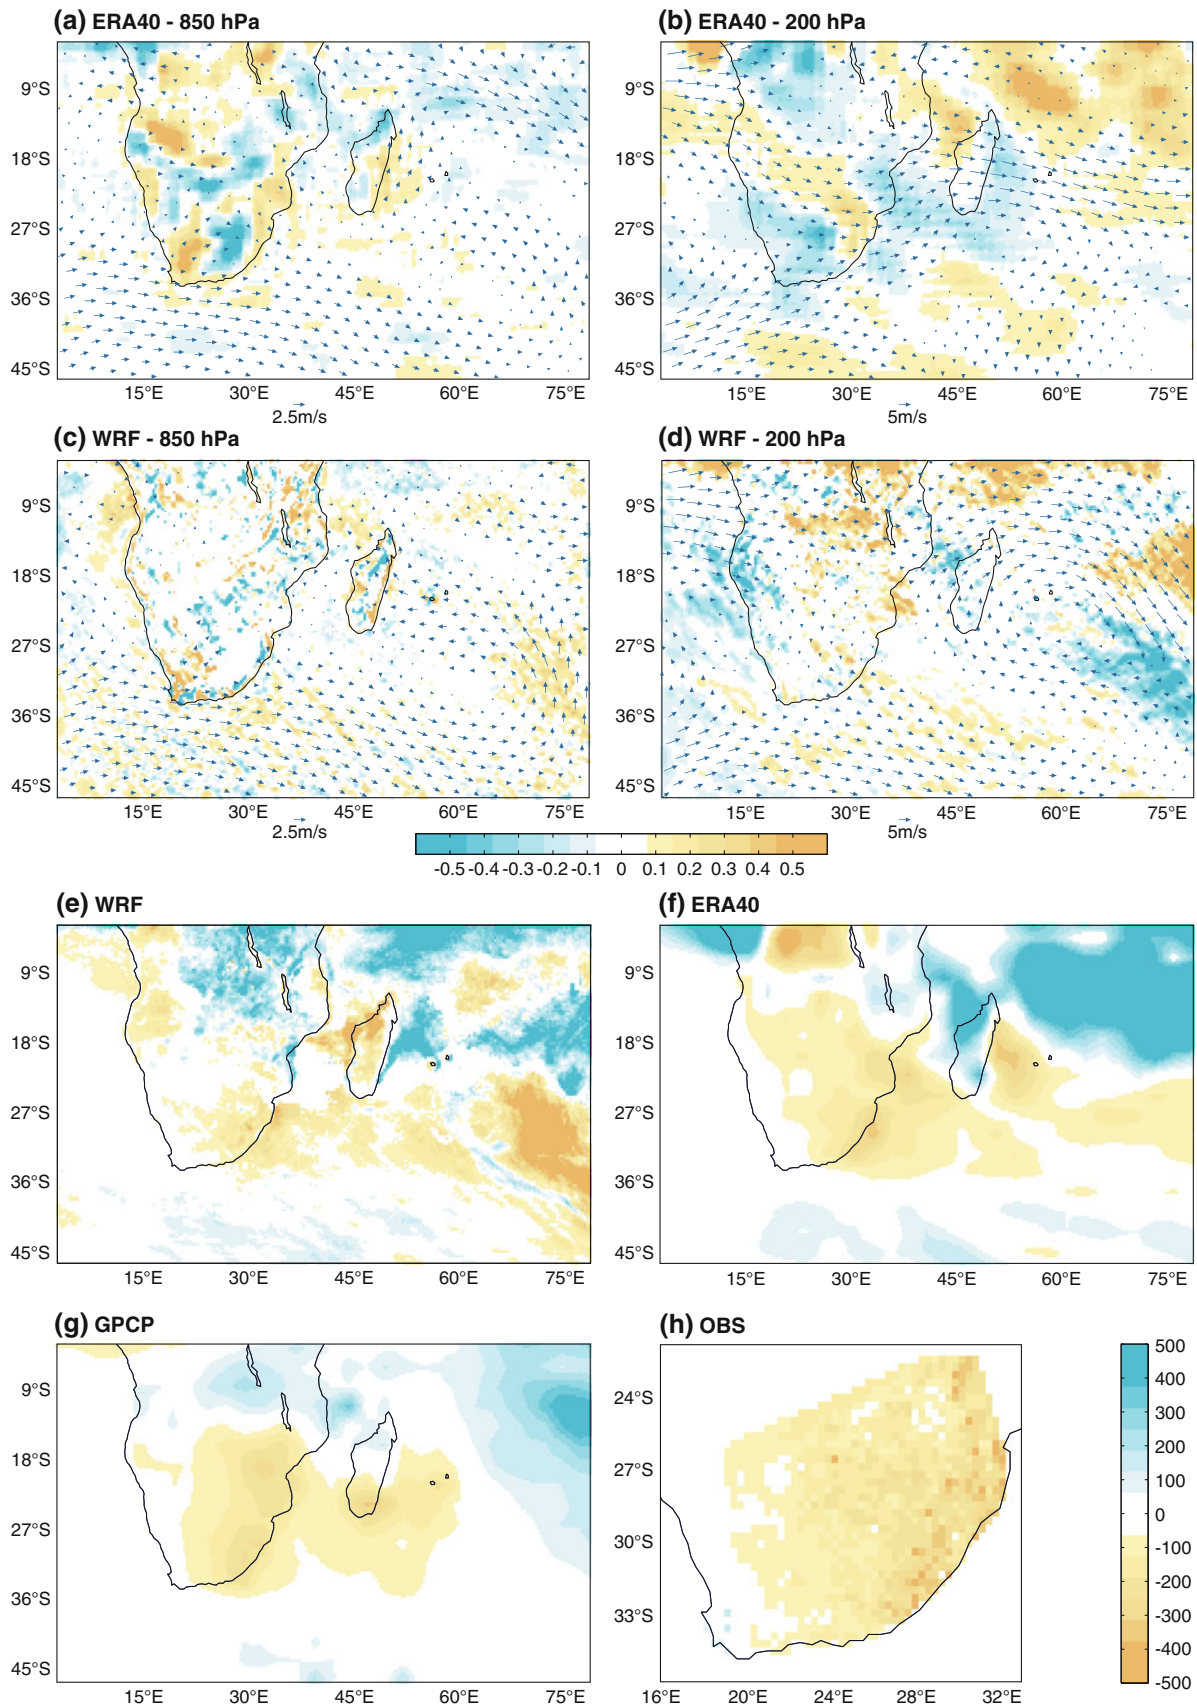 (a) ERA40 - 850 hPa
(b) ERA40 - 200 hPa
9°S
18°S
27°S
36°S
45°S
15°E 30°E 45°E 60°E 75°E
2.5m/s
9°S
18°S
27°S
36°S
45°S
15°E 30°E 45°E 60°E 75°E
5m/s
(c) WRF - 850 hPa
(d) WRF - 200 hPa
9°S
18°S
27°S
36°S
45°S
15°E 30°E 45°E 60°E 75°E
2.5m/s
9°S
18°S
27°S
36°S
45°S
15°E 30°E 45°E 60°E 75°E
5m/s
-0.5 -0.4 -0.3 -0.2 -0.1 0 0.1 0.2 0.3 0.4 0.5
(e) WRF
(f) ERA40
9°S
18°S
27°S
36°S
45°S
15°E 30°E 45°E 60°E 75°E
9°S
18°S
27°S
36°S
45°S
15°E 30°E 45°E 60°E 75°E
(g) GPCP
(h) OBS
9°S
18°S
27°S
36°S
45°S
15°E 30°E 45°E 60°E 75°E
24°S
27°S
30°S
33°S
16°E 20°E 24°E 28°E 32°E
500
400
300
200
100
0
-100
-200
-300
-400
-500